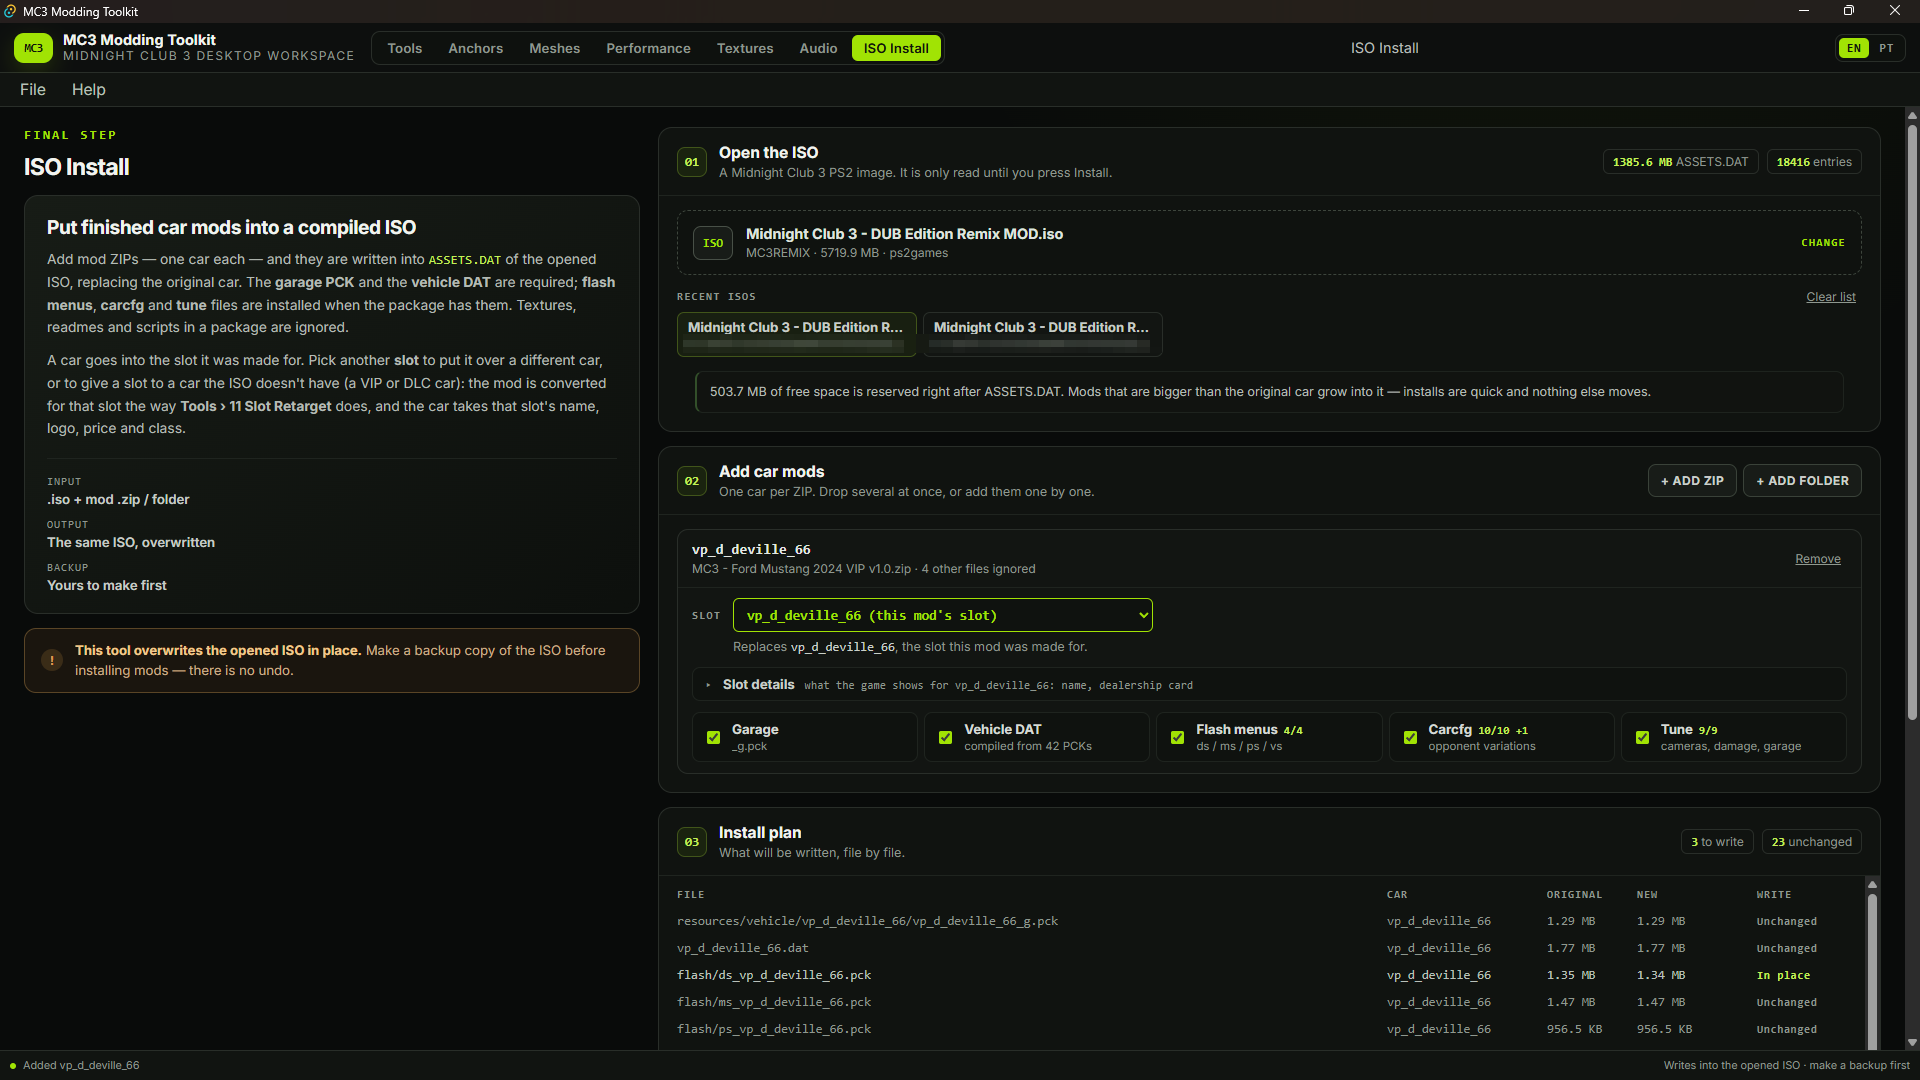 MC3 Modding Toolkit
MC3
MC3 Modding Toolkit
MIDNIGHT CLUB 3 DESKTOP WORKSPACE
Tools Anchors Meshes Performance Textures Audio ISO Install
ISO Install
EN PT
File Help
FINAL STEP
ISO Install
Put finished car mods into a compiled ISO
Add mod ZIPs — one car each — and they are written into ASSETS.DAT of the opened
ISO, replacing the original car. The garage PCK and the vehicle DAT are required; flash
menus, carcfg and tune files are installed when the package has them. Textures,
readmes and scripts in a package are ignored.
A car goes into the slot it was made for. Pick another slot to put it over a different car,
or to give a slot to a car the ISO doesn't have (a VIP or DLC car): the mod is converted
for that slot the way Tools › 11 Slot Retarget does, and the car takes that slot's name,
logo, price and class.
INPUT
.iso + mod .zip / folder
OUTPUT
The same ISO, overwritten
BACKUP
Yours to make first
! This tool overwrites the opened ISO in place. Make a backup copy of the ISO before
installing mods — there is no undo.
01
Open the ISO
A Midnight Club 3 PS2 image. It is only read until you press Install.
1385.6 MB ASSETS.DAT
18416 entries
ISO
Midnight Club 3 - DUB Edition Remix MOD.iso
MC3REMIX · 5719.9 MB · ps2games
CHANGE
RECENT ISOS
Clear list
Midnight Club 3 - DUB Edition R...
Midnight Club 3 - DUB Edition R...
503.7 MB of free space is reserved right after ASSETS.DAT. Mods that are bigger than the original car grow into it — installs are quick and nothing else moves.
02
Add car mods
One car per ZIP. Drop several at once, or add them one by one.
+ ADD ZIP
+ ADD FOLDER
vp_d_deville_66
MC3 - Ford Mustang 2024 VIP v1.0.zip · 4 other files ignored
Remove
SLOT
vp_d_deville_66 (this mod's slot)
Replaces vp_d_deville_66, the slot this mod was made for.
Slot details what the game shows for vp_d_deville_66: name, dealership card
Garage
_g.pck
Vehicle DAT
compiled from 42 PCKs
Flash menus 4/4
ds / ms / ps / vs
Carcfg 10/10 +1
opponent variations
Tune 9/9
cameras, damage, garage
03
Install plan
What will be written, file by file.
3 to write
23 unchanged
FILE CAR ORIGINAL NEW WRITE
resources/vehicle/vp_d_deville_66/vp_d_deville_66_g.pck vp_d_deville_66 1.29 MB 1.29 MB Unchanged
vp_d_deville_66.dat vp_d_deville_66 1.77 MB 1.77 MB Unchanged
flash/ds_vp_d_deville_66.pck vp_d_deville_66 1.35 MB 1.34 MB In place
flash/ms_vp_d_deville_66.pck vp_d_deville_66 1.47 MB 1.47 MB Unchanged
flash/ps_vp_d_deville_66.pck vp_d_deville_66 956.5 KB 956.5 KB Unchanged
Added vp_d_deville_66
Writes into the opened ISO · make a backup first